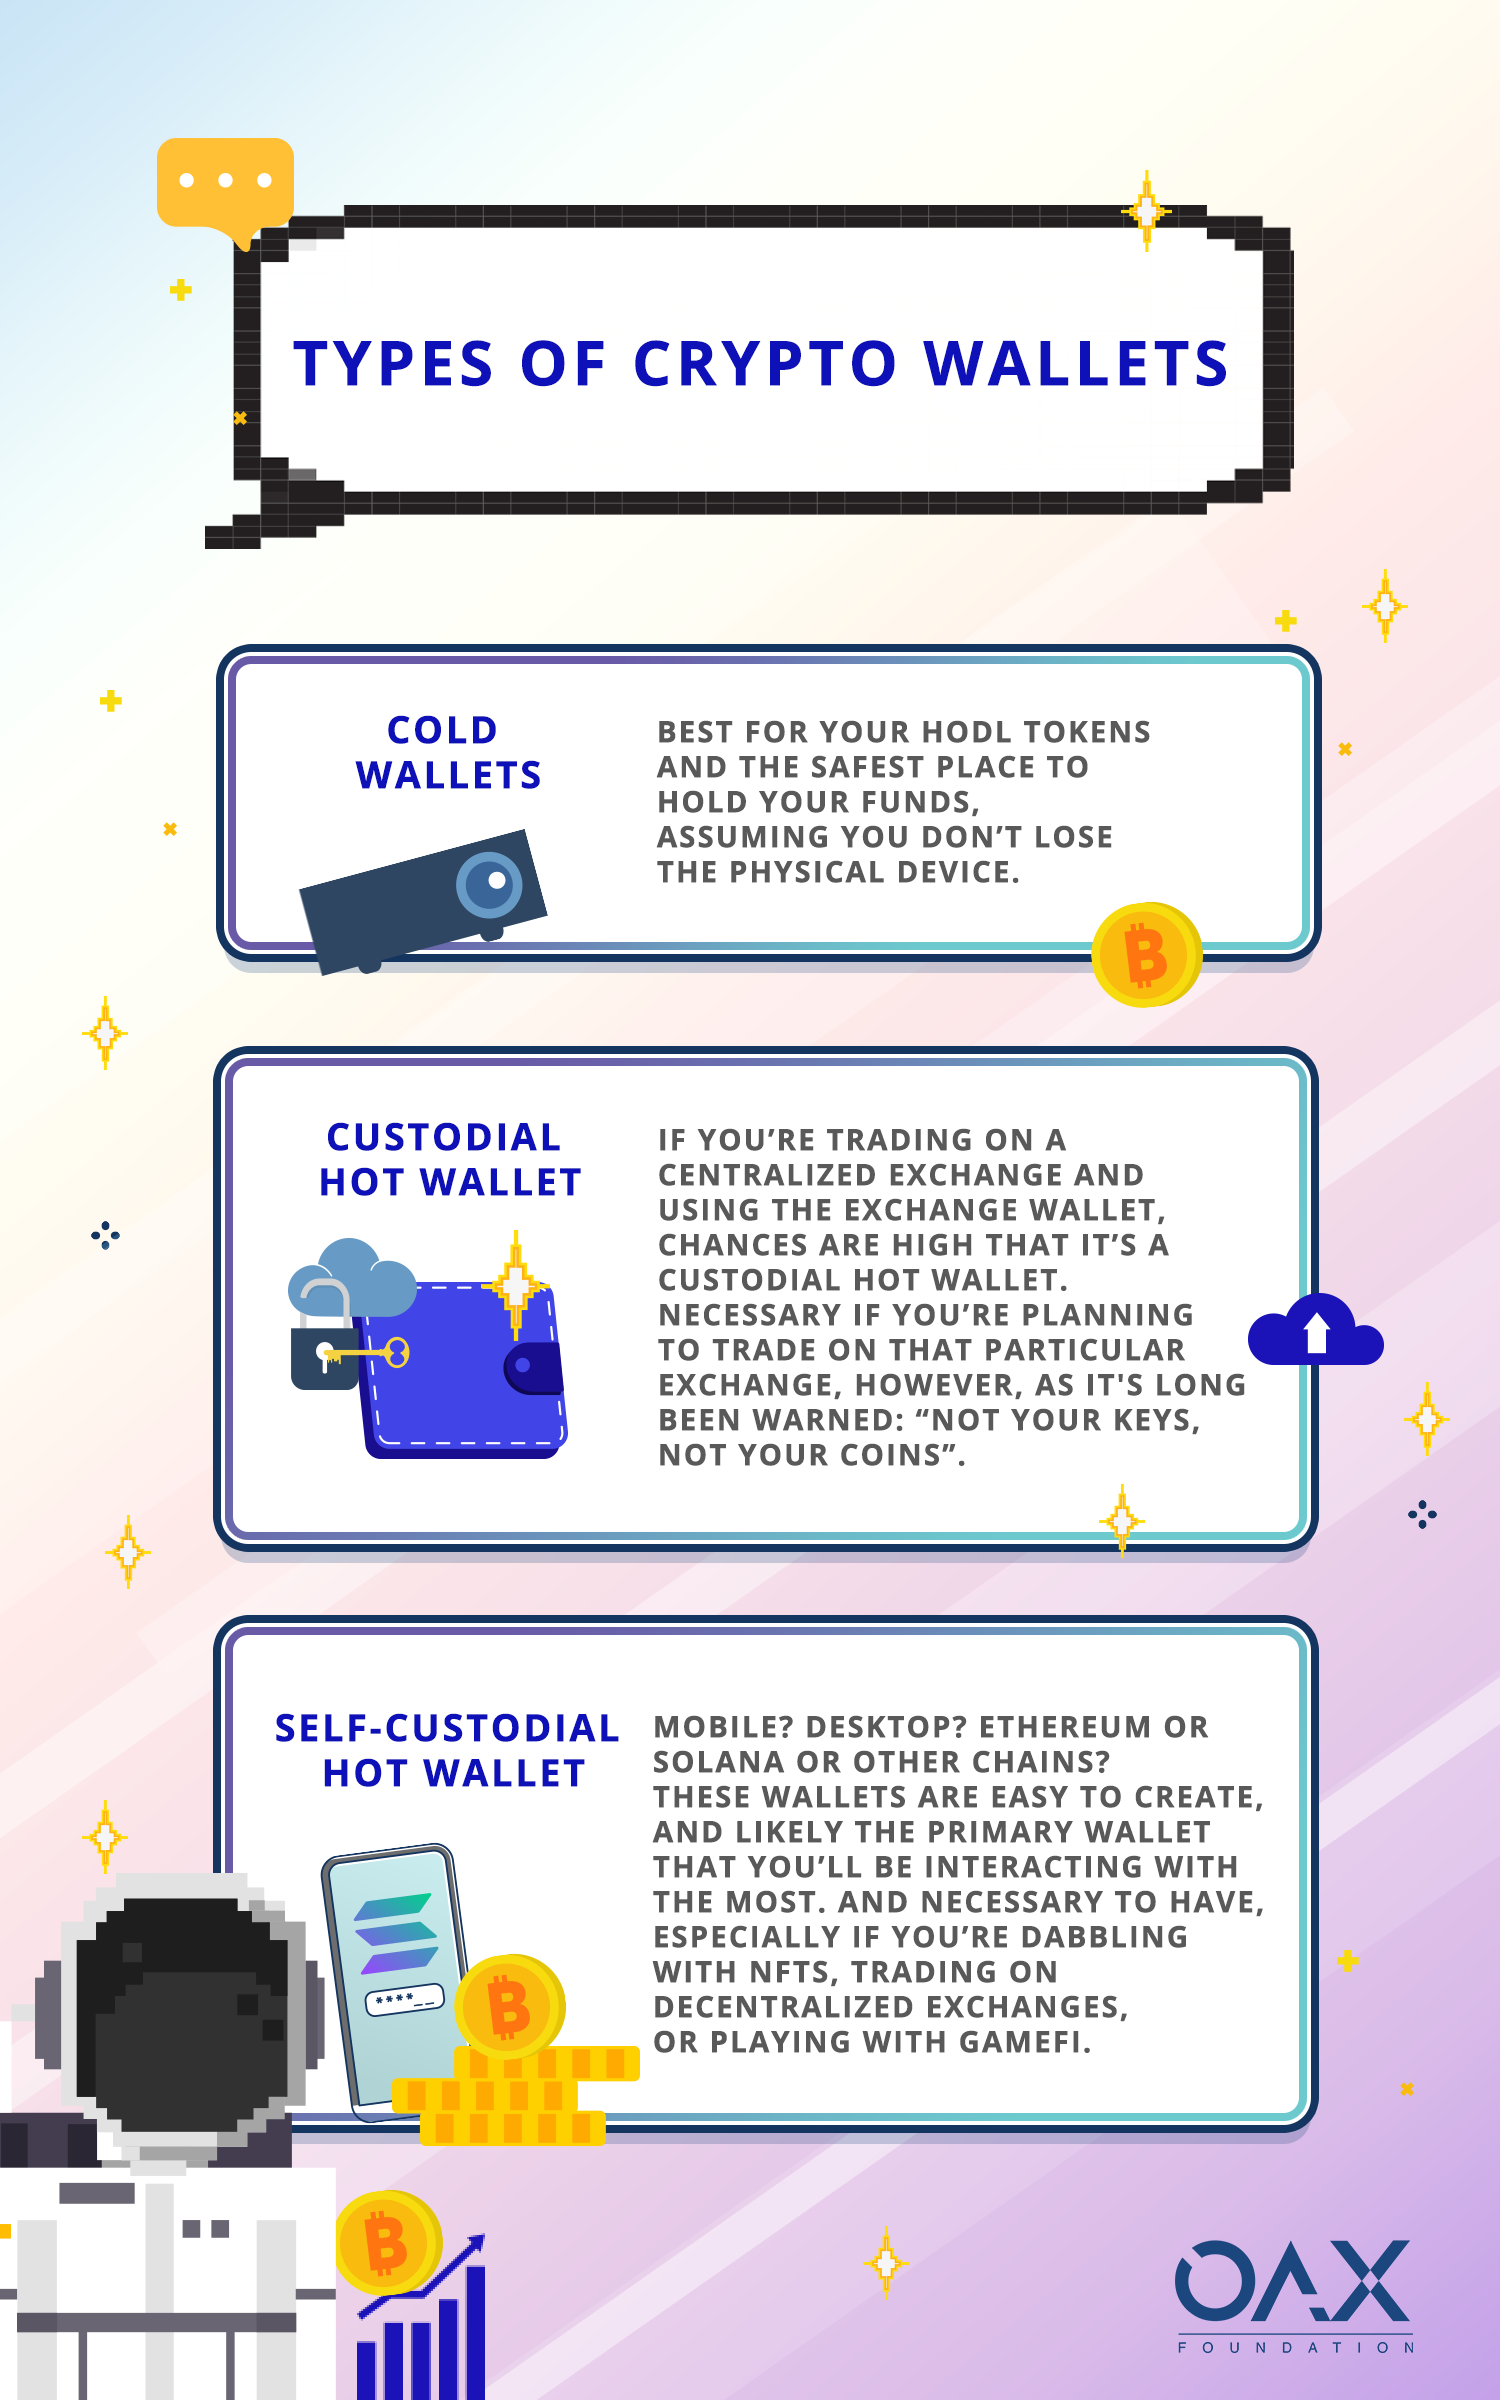 TYPES OF CRYPTO WALLETS
COLD
WALLETS
BEST FOR YOUR HODL TOKENS
AND THE SAFEST PLACE TO
HOLD YOUR FUNDS,
ASSUMING YOU DON’T LOSE
THE PHYSICAL DEVICE.
CUSTODIAL
HOT WALLET
IF YOU’RE TRADING ON A
CENTRALIZED EXCHANGE AND
USING THE EXCHANGE WALLET,
CHANCES ARE HIGH THAT IT’S A
CUSTODIAL HOT WALLET.
NECESSARY IF YOU’RE PLANNING
TO TRADE ON THAT PARTICULAR
EXCHANGE, HOWEVER, AS IT'S LONG
BEEN WARNED: “NOT YOUR KEYS,
NOT YOUR COINS”.
SELF-CUSTODIAL
HOT WALLET
MOBILE? DESKTOP? ETHEREUM OR
SOLANA OR OTHER CHAINS?
THESE WALLETS ARE EASY TO CREATE,
AND LIKELY THE PRIMARY WALLET
THAT YOU’LL BE INTERACTING WITH
THE MOST. AND NECESSARY TO HAVE,
ESPECIALLY IF YOU’RE DABBLING
WITH NFTS, TRADING ON
DECENTRALIZED EXCHANGES,
OR PLAYING WITH GAMEFI.
****__
OAX
FOUNDATION